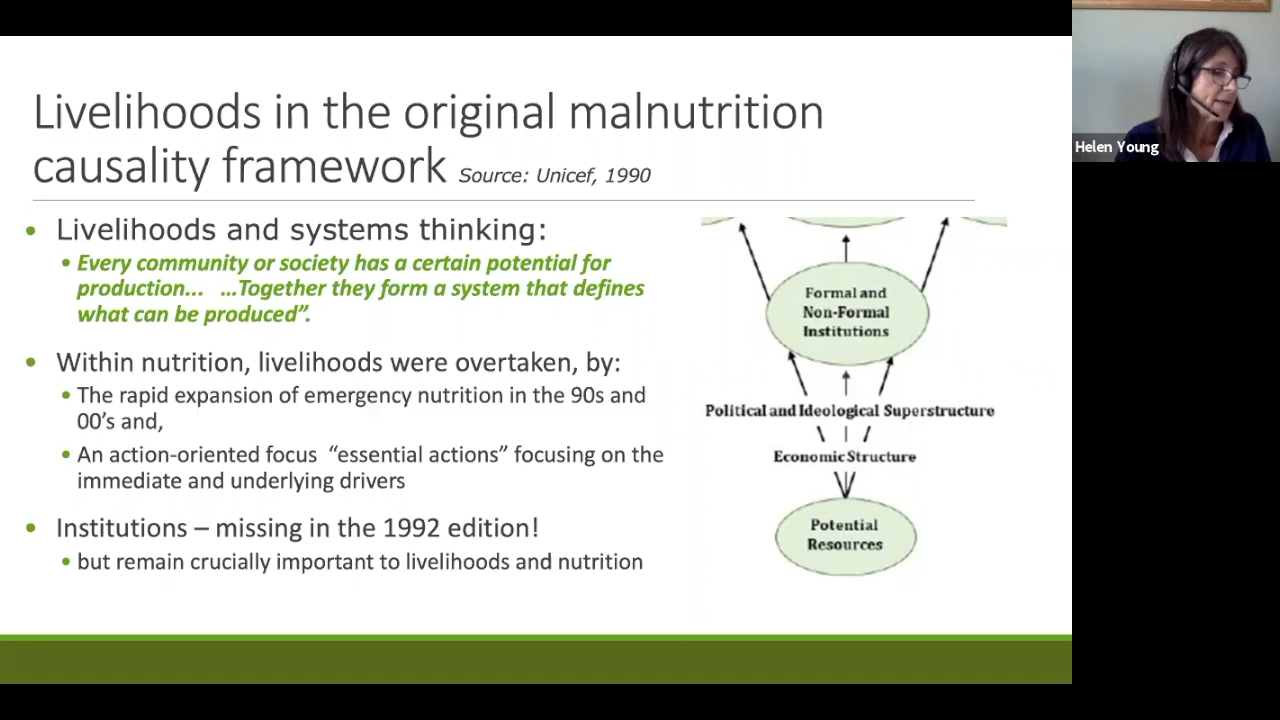 Livelihoods in the original malnutrition
causality framework Source: Unicef, 1990
• Livelihoods and systems thinking:
• Every community or society has a certain potential for
production... ...Together they form a system that defines
what can be produced”.
• Within nutrition, livelihoods were overtaken, by:
• The rapid expansion of emergency nutrition in the 90s and
00’s and,
• An action-oriented focus “essential actions” focusing on the
immediate and underlying drivers
• Institutions – missing in the 1992 edition!
• but remain crucially important to livelihoods and nutrition
Formal and
Non-Formal
Institutions
Political and Ideological Superstructure
Economic Structure
Potential
Resources
Helen Young